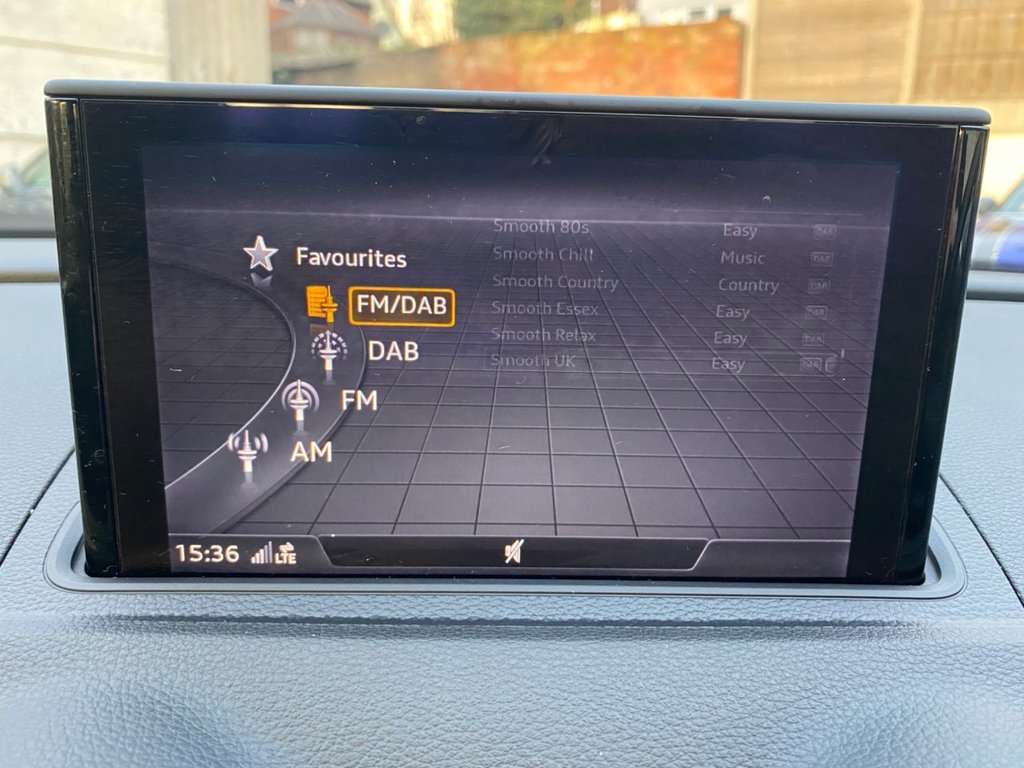 Smooth 80s Easy DAB
Favourites
Smooth Chill Music DAB
Smooth Country Country DAB
FM/DAB
Smooth Essex Easy DAB
Smooth Relax Easy DAB
DAB
Smooth UK Easy DAB
FM
AM
15:36 LTE